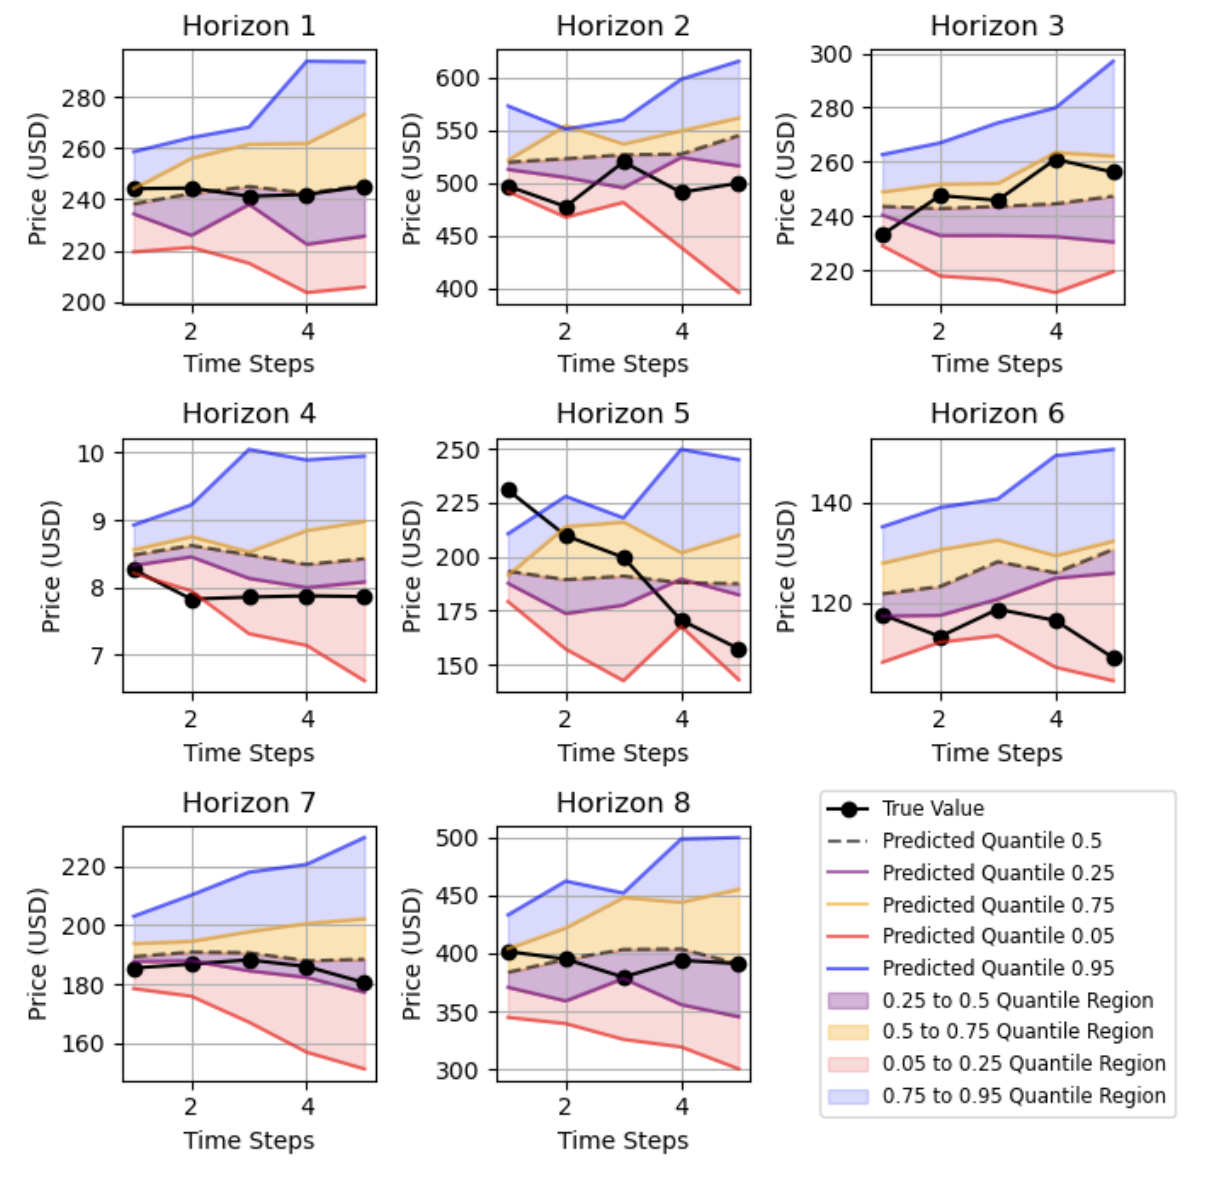 Horizon 1
Price (USD)
280
260
240
220
200
2
4
Time Steps
Horizon 2
Price (USD)
600
550
500
450
400
2
4
Time Steps
Horizon 3
Price (USD)
300
280
260
240
220
2
4
Time Steps
Horizon 4
Price (USD)
10
9
8
7
2
4
Time Steps
Horizon 5
Price (USD)
250
225
200
175
150
2
4
Time Steps
Horizon 6
Price (USD)
140
120
2
4
Time Steps
Horizon 7
Price (USD)
220
200
180
160
2
4
Time Steps
Horizon 8
Price (USD)
500
450
400
350
300
2
4
Time Steps
True Value
Predicted Quantile 0.5
Predicted Quantile 0.25
Predicted Quantile 0.75
Predicted Quantile 0.05
Predicted Quantile 0.95
0.25 to 0.5 Quantile Region
0.5 to 0.75 Quantile Region
0.05 to 0.25 Quantile Region
0.75 to 0.95 Quantile Region